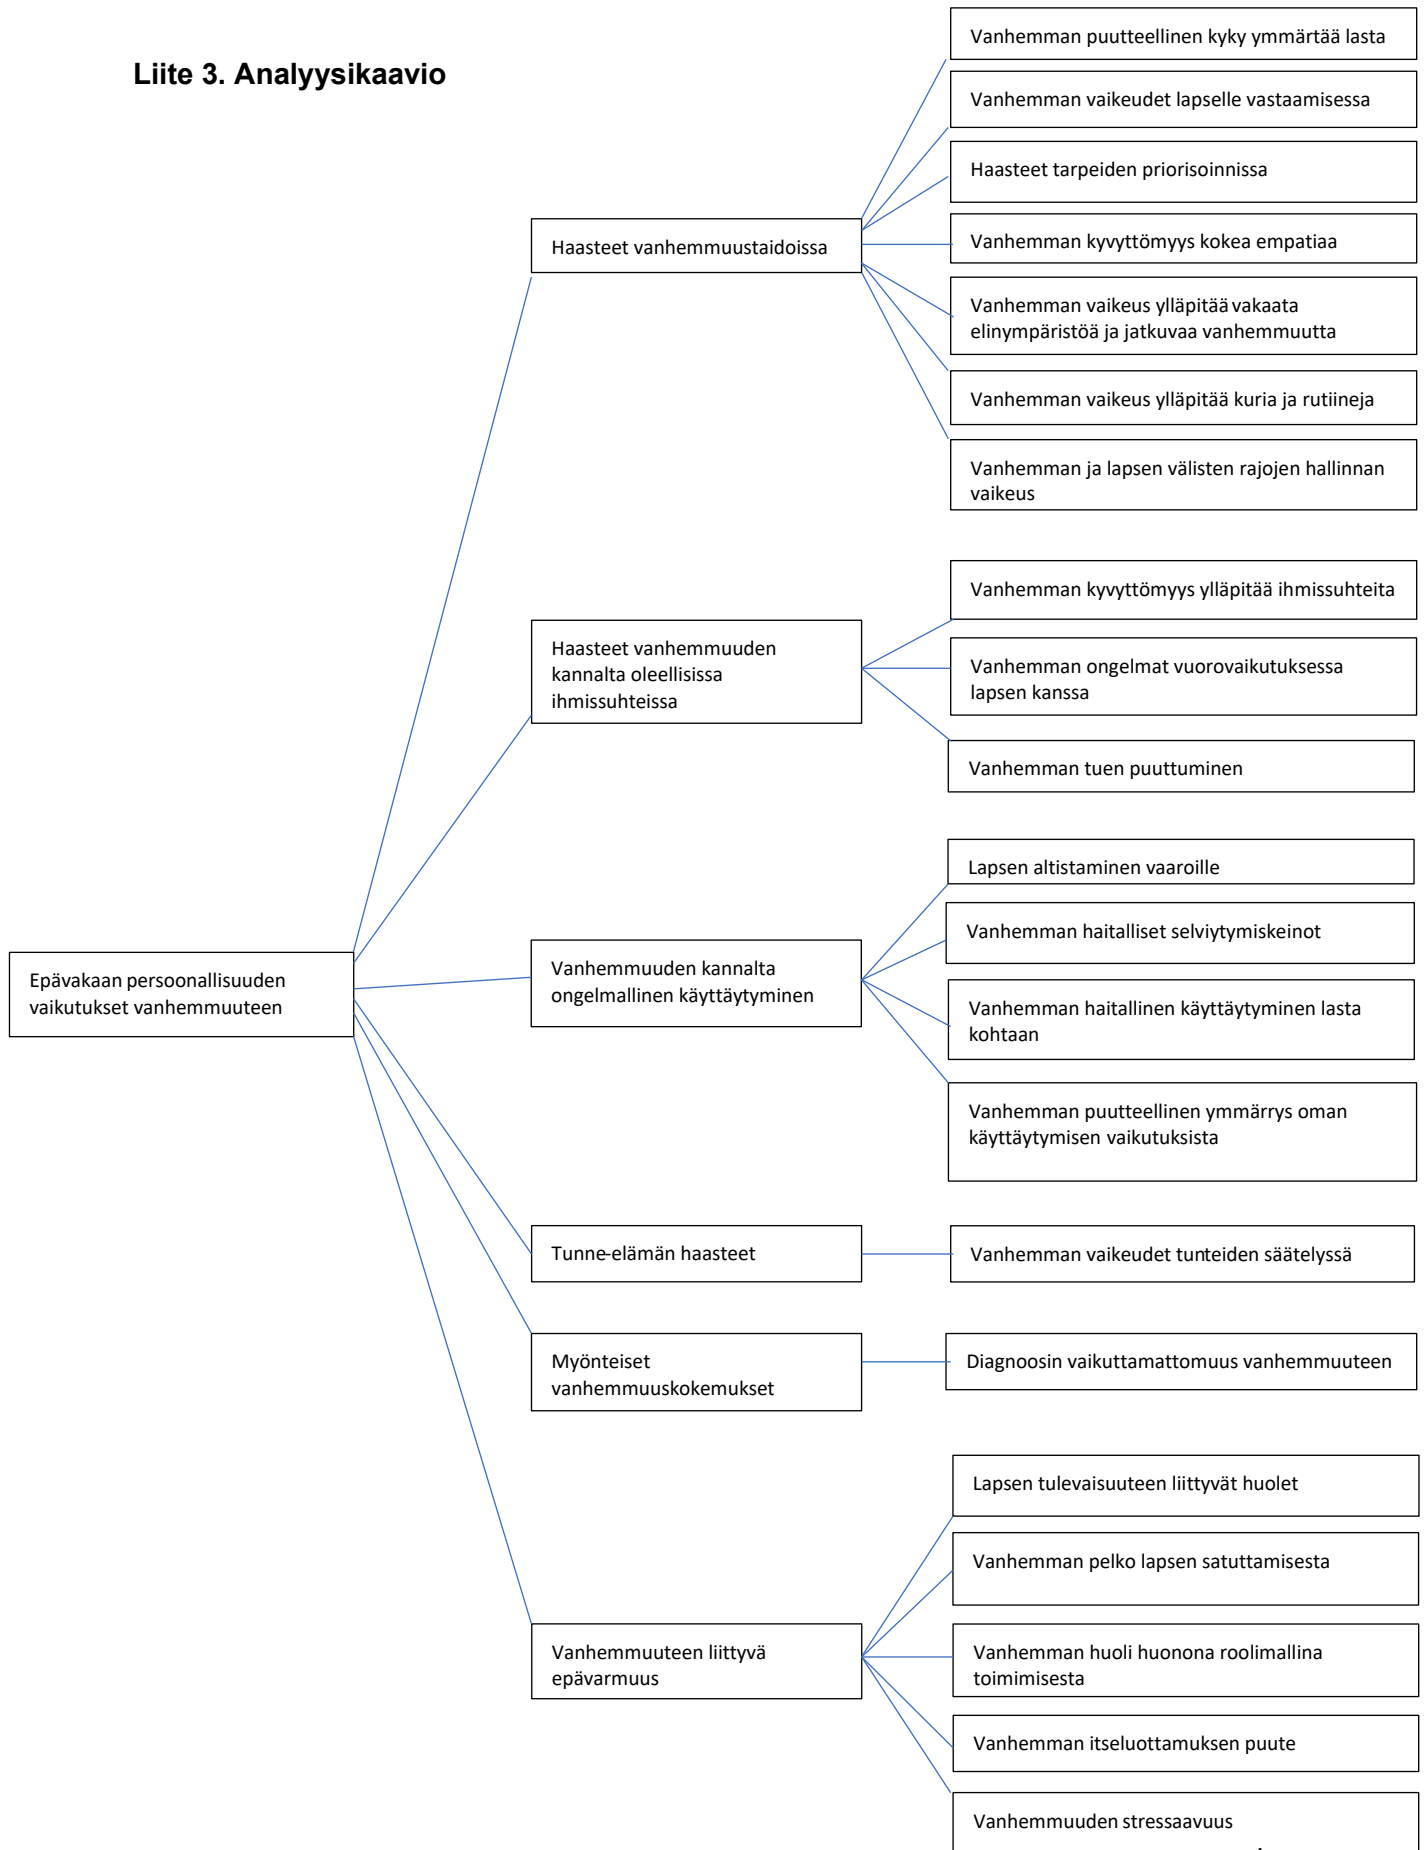 Liite 3. Analyysikaavio
Vanhemman puutteellinen kyky ymmärtää lasta
Vanhemman vaikeudet lapselle vastaamisessa
Haasteet tarpeiden priorisoinnissa
Haasteet vanhemmuustaidoissa
Vanhemman kyvyttömyys kokea empatiaa
Vanhemman vaikeus ylläpitää vakaata
elinympäristöä ja jatkuvaa vanhemmuutta
Vanhemman vaikeus ylläpitää kuria ja rutiineja
Vanhemman ja lapsen välisten rajojen hallinnan
vaikeus
Vanhemman kyvyttömyys ylläpitää ihmissuhteita
Haasteet vanhemmuuden
kannalta oleellisissa
ihmissuhteissa
Vanhemman ongelmat vuorovaikutuksessa
lapsen kanssa
Vanhemman tuen puuttuminen
Lapsen altistaminen vaaroille
Vanhemman haitalliset selviytymiskeinot
Epävakaan persoonallisuuden
vaikutukset vanhemmuuteen
Vanhemmuuden kannalta
ongelmallinen käyttäytyminen
Vanhemman haitallinen käyttäytyminen lasta
kohtaan
Vanhemman puutteellinen ymmärrys oman
käyttäytymisen vaikutuksista
Tunne-elämän haasteet
Vanhemman vaikeudet tunteiden säätelyssä
Myönteiset
vanhemmuuskokemukset
Diagnoosin vaikuttamattomuus vanhemmuuteen
Lapsen tulevaisuuteen liittyvät huolet
Vanhemman pelko lapsen satuttamisesta
Vanhemmuuteen liittyvä
epävarmuus
Vanhemman huoli huonona roolimallina
toimimisesta
Vanhemman itseluottamuksen puute
Vanhemmuuden stressaavuus